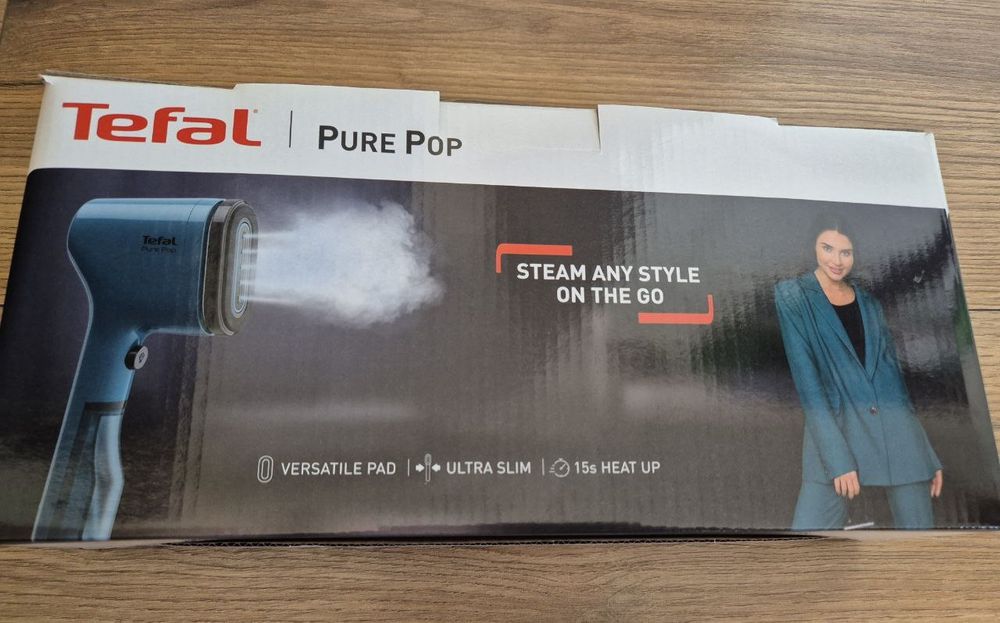 Tefal
PURE POP
Tefal
Pure Pop
STEAM ANY STYLE
ON THE GO
VERSATILE PAD
ULTRA SLIM
15s HEAT UP